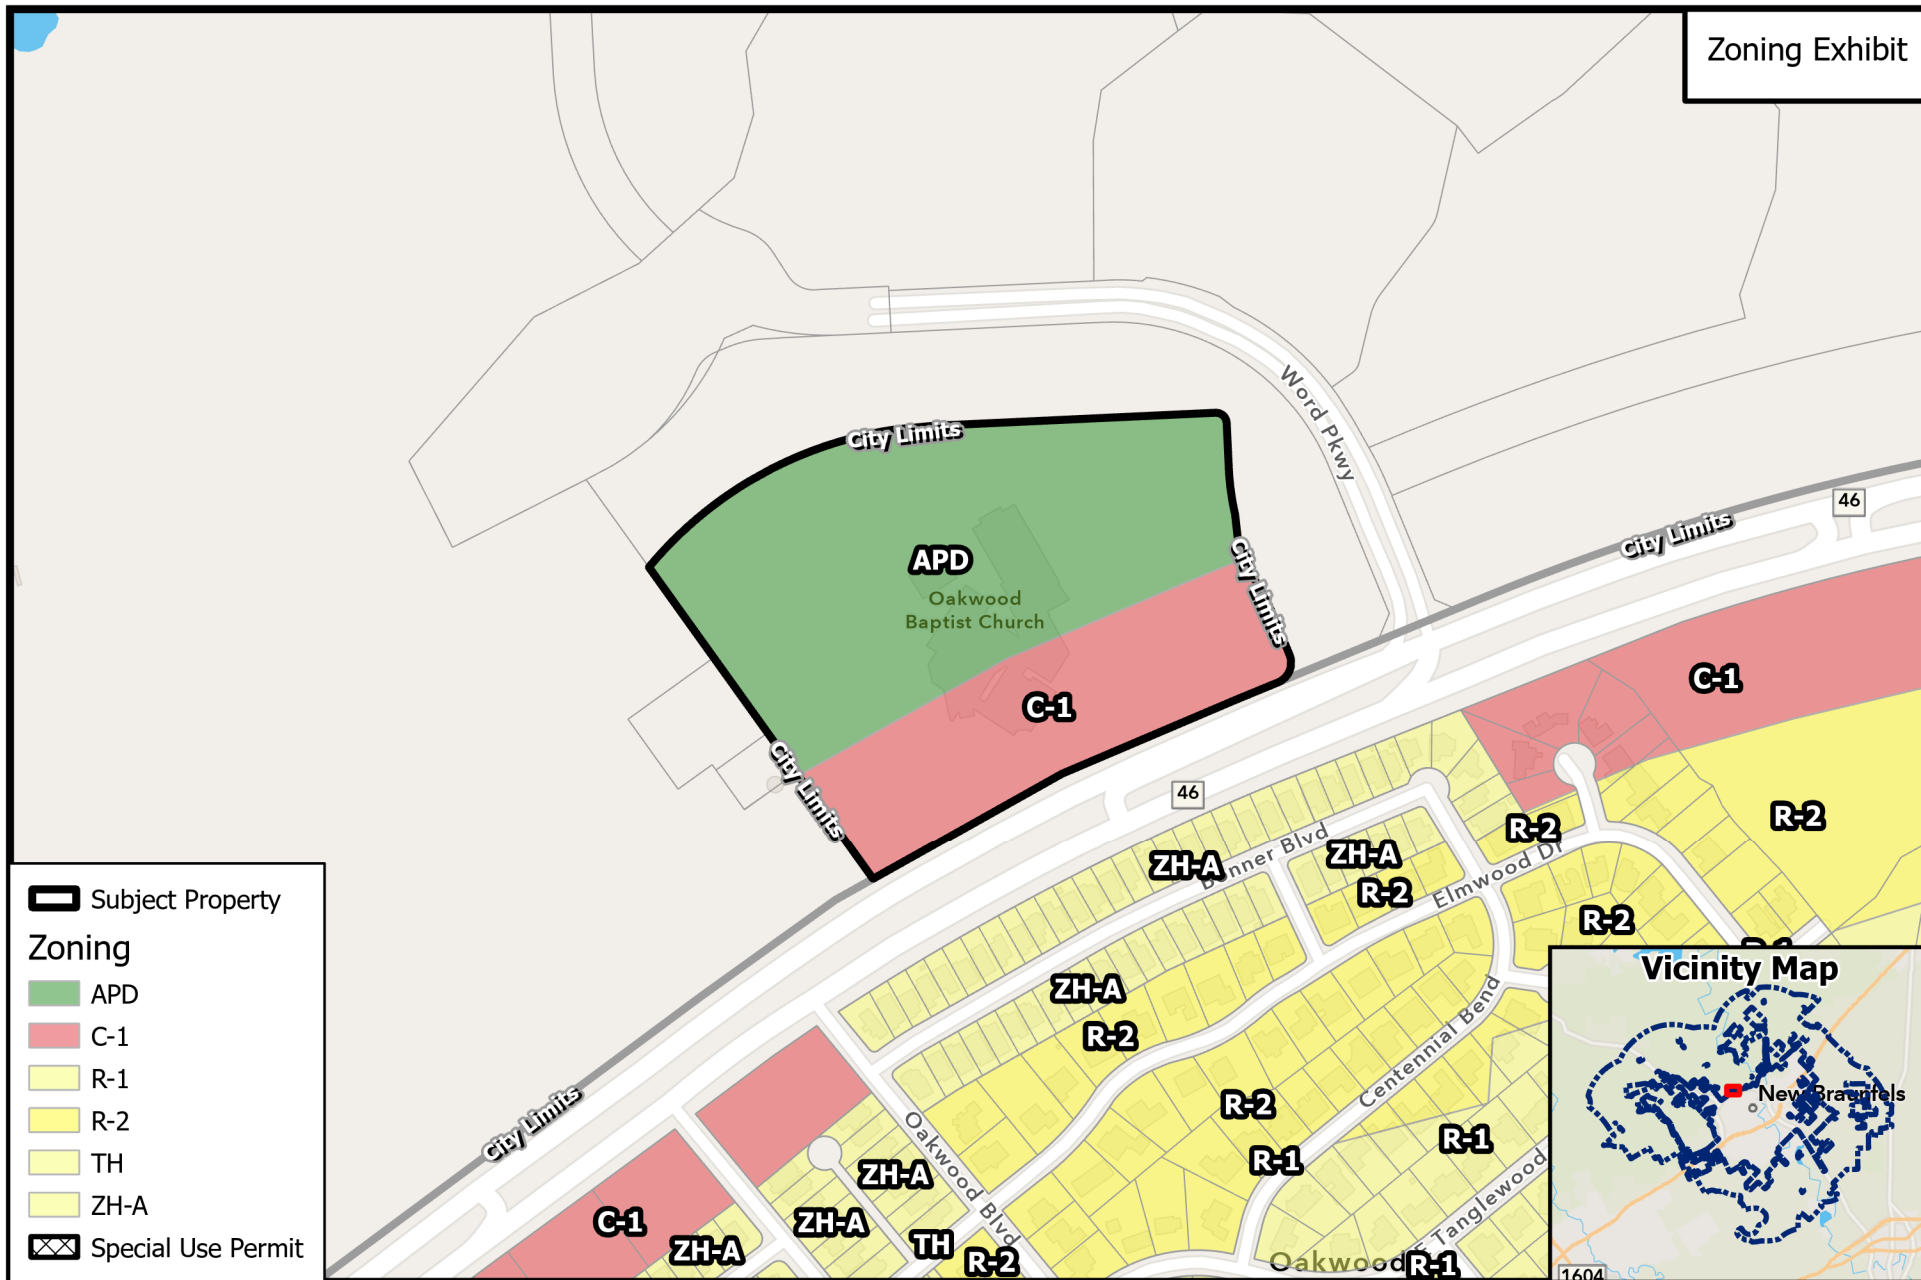 Zoning Exhibit
Word Pkwy
City Limits
46
City Limits
City Limits
APD
Oakwood
Baptist Church
C-1
C-1
City Limits
46
R-2
R-2
ZH-A
Bonner Blvd
ZH-A
R-2
Elmwood Dr
R-2
R-1
ZH-A
R-2
Centennial Bend
R-2
R-1
R-1
City Limits
Oakwood Blvd
ZH-A
C-1
ZH-A
ZH-A
TH
R-2
Tanglewood
Oakwood
R-1
Subject Property
Zoning
APD
C-1
R-1
R-2
TH
ZH-A
Special Use Permit
Vicinity Map
New Braunfels
1604